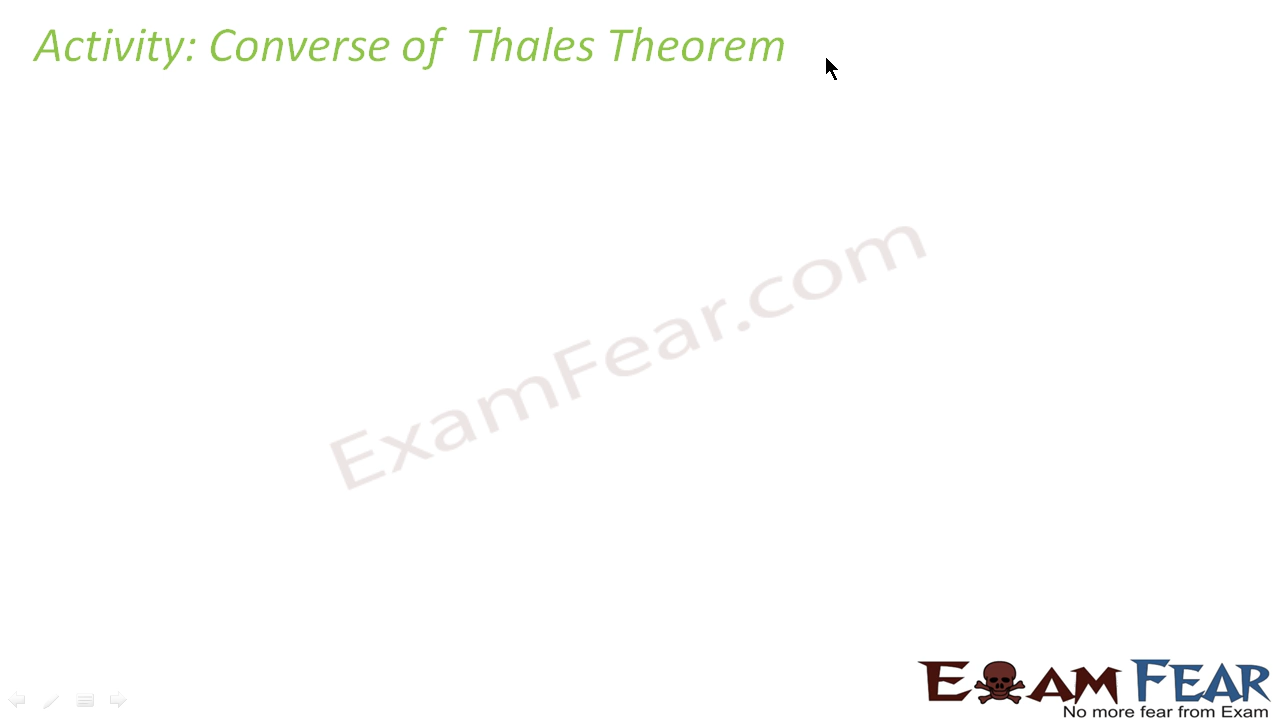 Activity: Converse of Thales Theorem
ExamFear.com
EXAM FEAR
No more fear from Exam